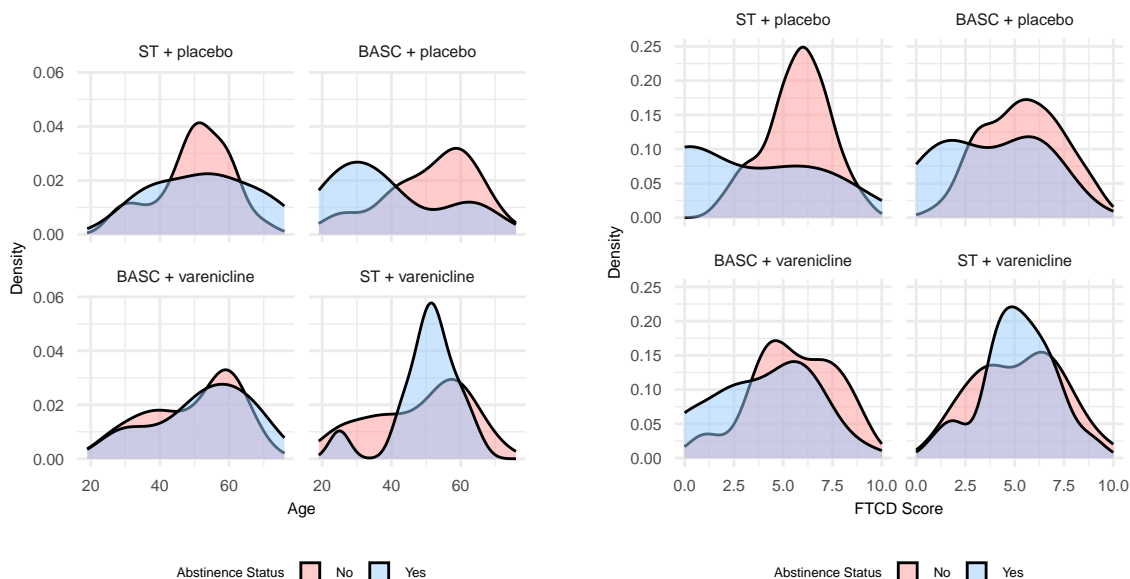 ST + placebo
BASC + placebo
0.06
0.04
0.02
0.00
BASC + varenicline
ST + varenicline
0.06
0.04
0.02
0.00
20
40
60
20
40
60
Density
Age
Abstinence Status
No
Yes
ST + placebo
BASC + placebo
0.25
0.20
0.15
0.10
0.05
0.00
BASC + varenicline
ST + varenicline
0.25
0.20
0.15
0.10
0.05
0.00
0.0
2.5
5.0
7.5
10.0
0.0
2.5
5.0
7.5
10.0
Density
FTCD Score
Abstinence Status
No
Yes